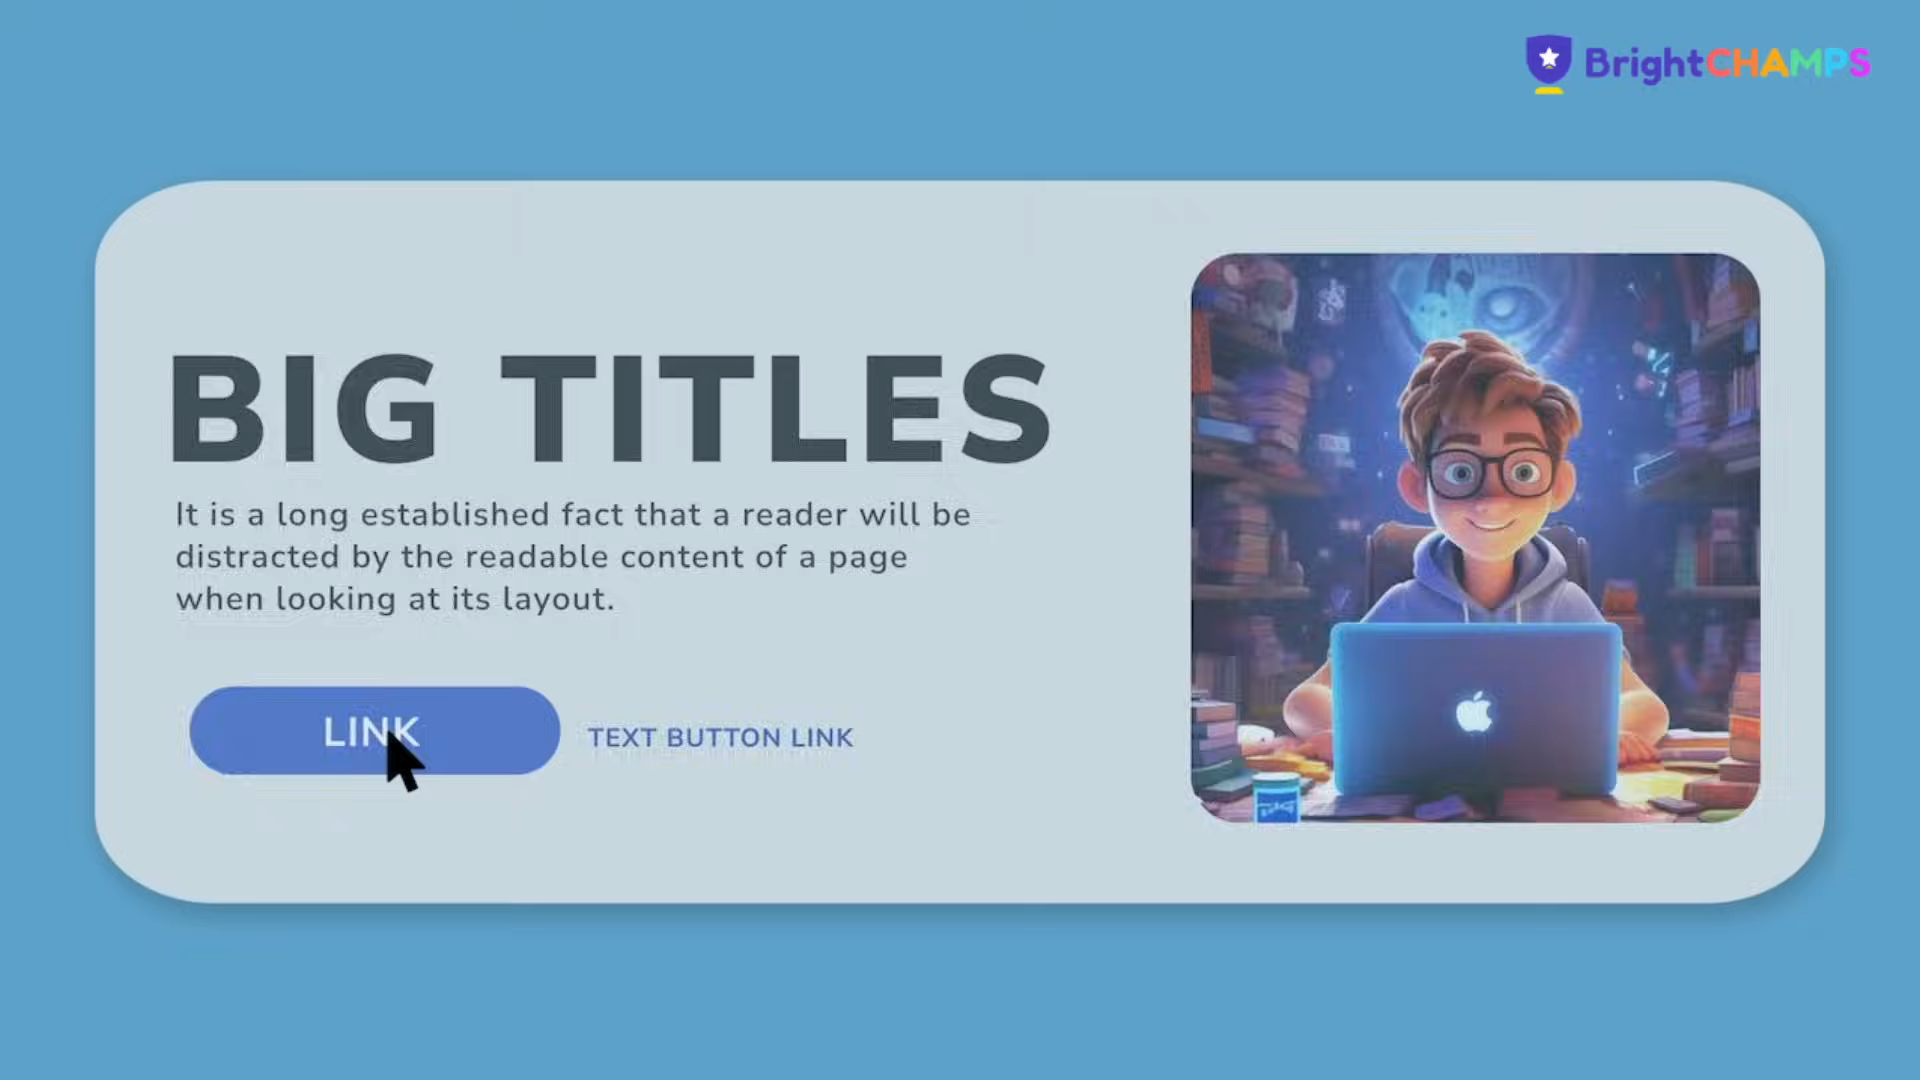 BrightCHAMPS
BIG TITLES
It is a long established fact that a reader will be
distracted by the readable content of a page
when looking at its layout.
LINK
TEXT BUTTON LINK